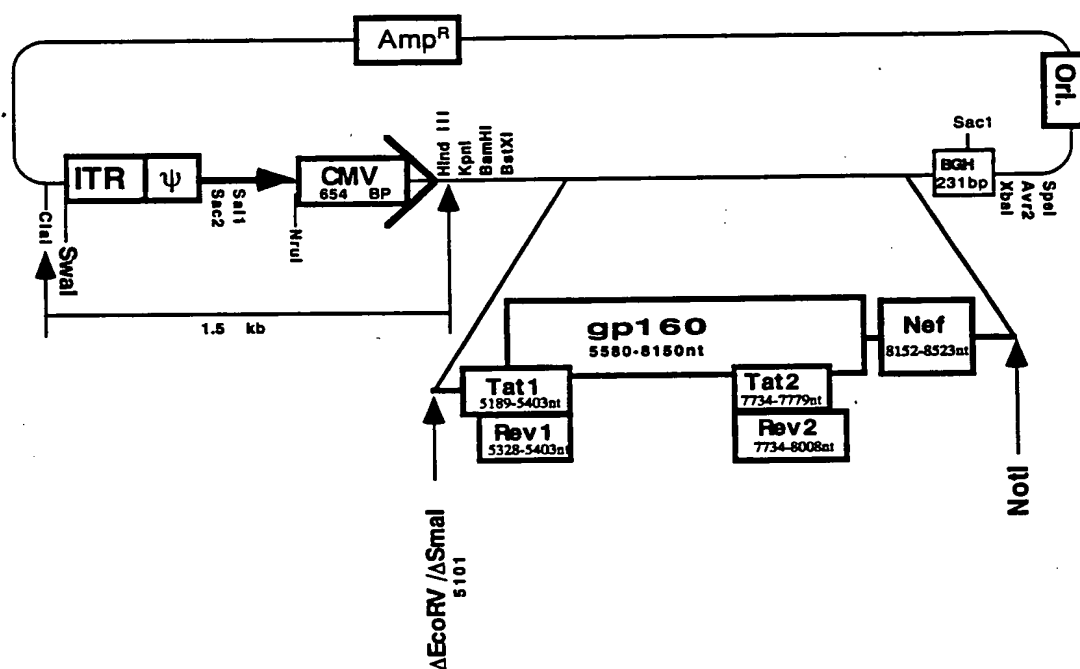 Amp^R
Ori.
Sac1
ITR
ψ
CMV
654 BP
Hind III
KpnI
BamHI
BstXI
BGH
231bp
SpeI
Avr2
XbaI
ClaI
SwaI
Sac2
Sal1
NruI
1.5 kb
gp160
5580-8150nt
Nef
8152-8523nt
Tat1
5189-5403nt
Rev1
5328-5403nt
Tat2
7734-7779nt
Rev2
7734-8008nt
NotI
ΔEcoRV /ΔSmaI
5101